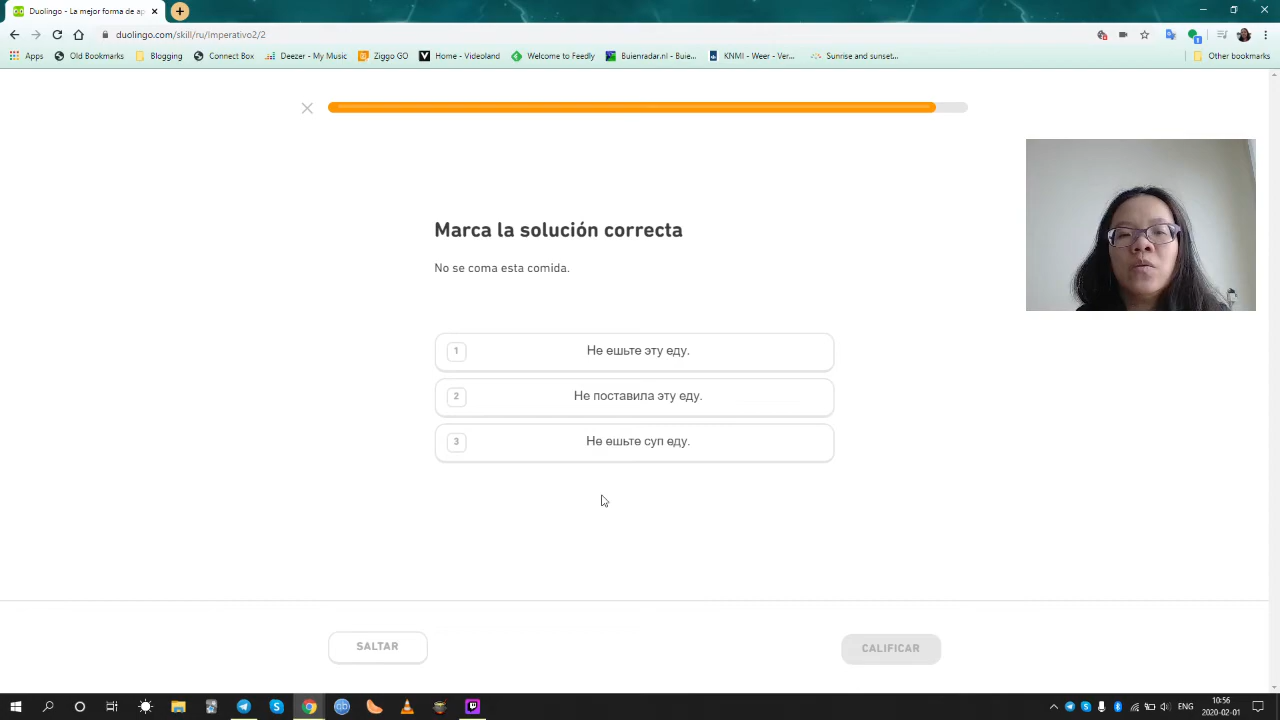 Duolingo - La mejor forma de ap
duolingo.com/skill/ru/Imperativo2/2
Apps
Old Bookmarks
Blogging
Connect Box
Deezer - My Music
Ziggo GO
Home - Videoland
Welcome to Feedly
Buienradar.nl - Buie...
KNMI - Weer - Ver...
Sunrise and sunset...
Other bookmarks
Marca la solución correcta
No se coma esta comida.
1 Не ешьте эту еду.
2 Не поставила эту еду.
3 Не ешьте суп еду.
SALTAR
CALIFICAR
ENG
10:56
2020-02-01